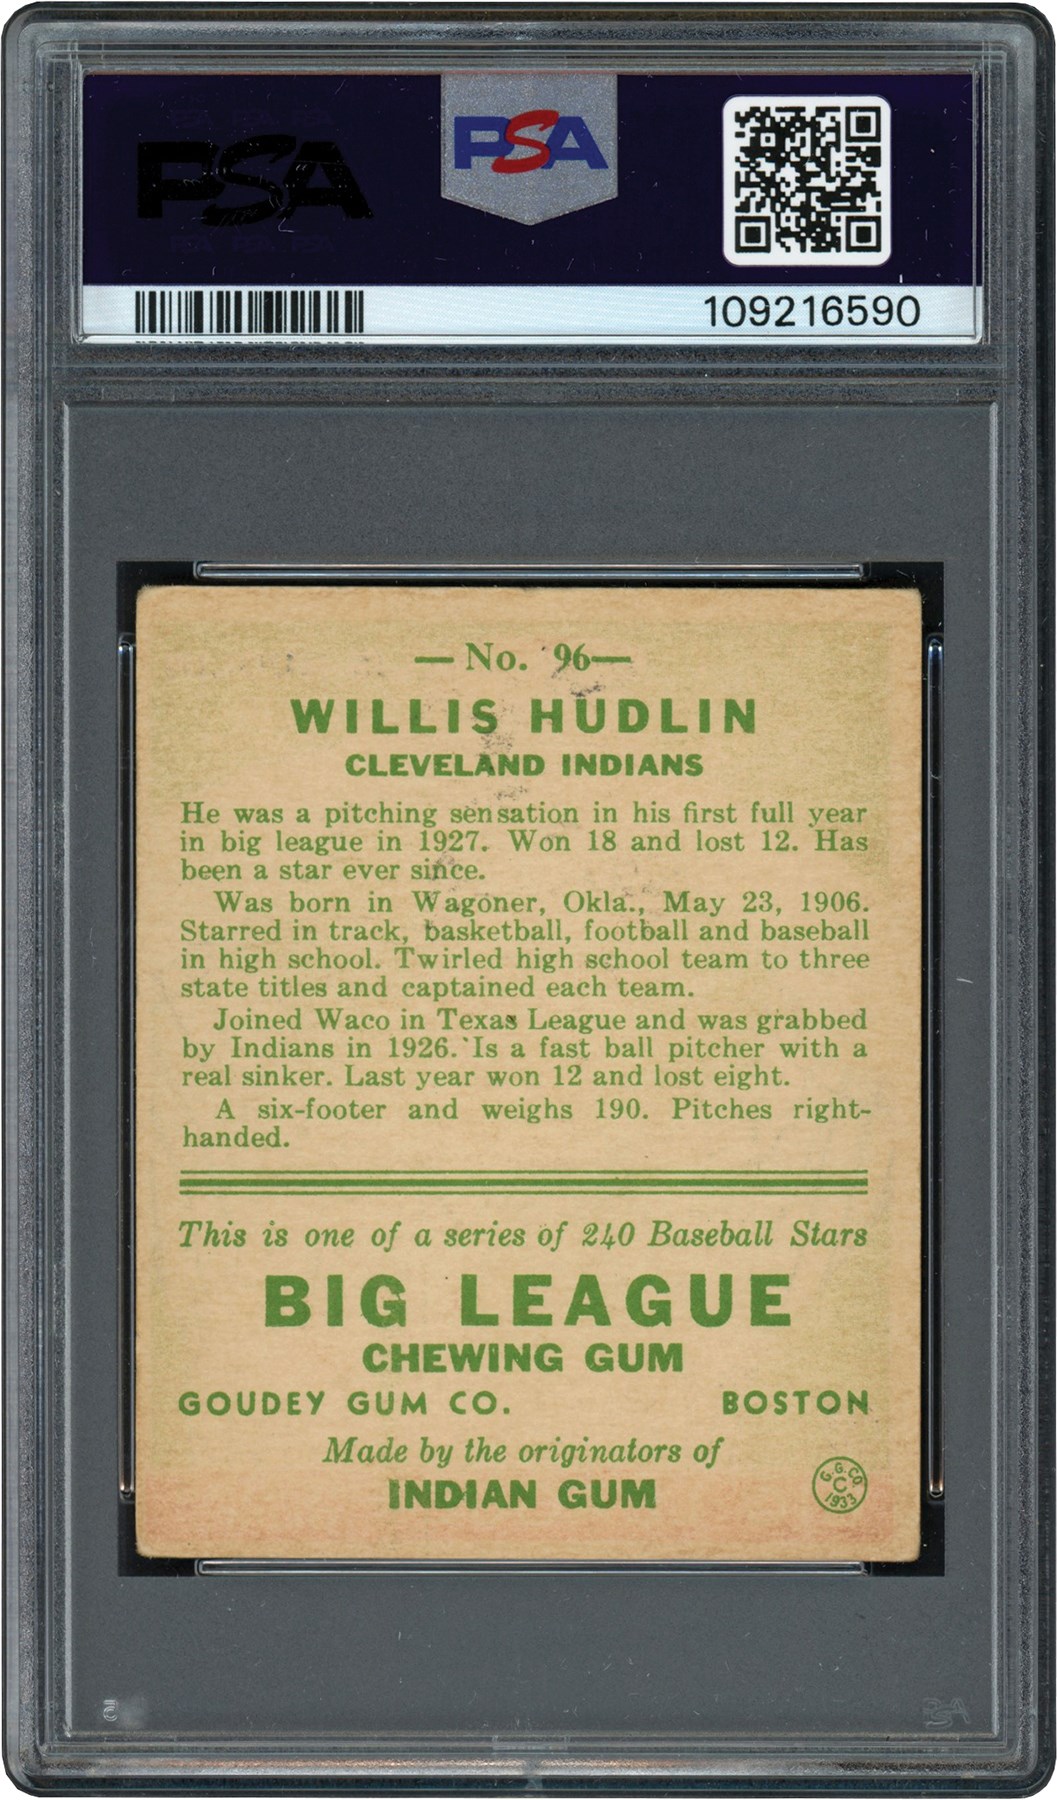 PSA
PSA
109216590
— No. 96—
WILLIS HUDLIN
CLEVELAND INDIANS
He was a pitching sensation in his first full year
in big league in 1927. Won 18 and lost 12. Has
been a star ever since.
Was born in Wagoner, Okla., May 23, 1906.
Starred in track, basketball, football and baseball
in high school. Twirled high school team to three
state titles and captained each team.
Joined Waco in Texas League and was grabbed
by Indians in 1926. Is a fast ball pitcher with a
real sinker. Last year won 12 and lost eight.
A six-footer and weighs 190. Pitches right-
handed.
This is one of a series of 240 Baseball Stars
BIG LEAGUE
CHEWING GUM
GOUDEY GUM CO. BOSTON
Made by the originators of
INDIAN GUM
G.G.CO.
C
1933
PSA